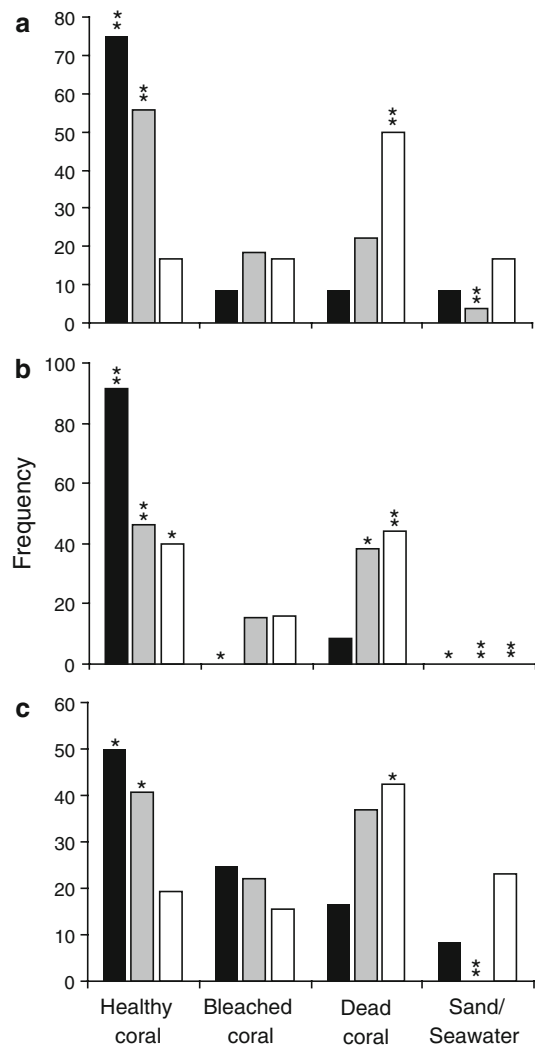 a
80
70
60
50
40
30
20
10
0
** ** ** **
b
100
80
60
40
20
0
** ** * * * ** * ** **
c
60
50
40
30
20
10
0
* * * **
Frequency
Healthy coral
Bleached coral
Dead coral
Sand/ Seawater